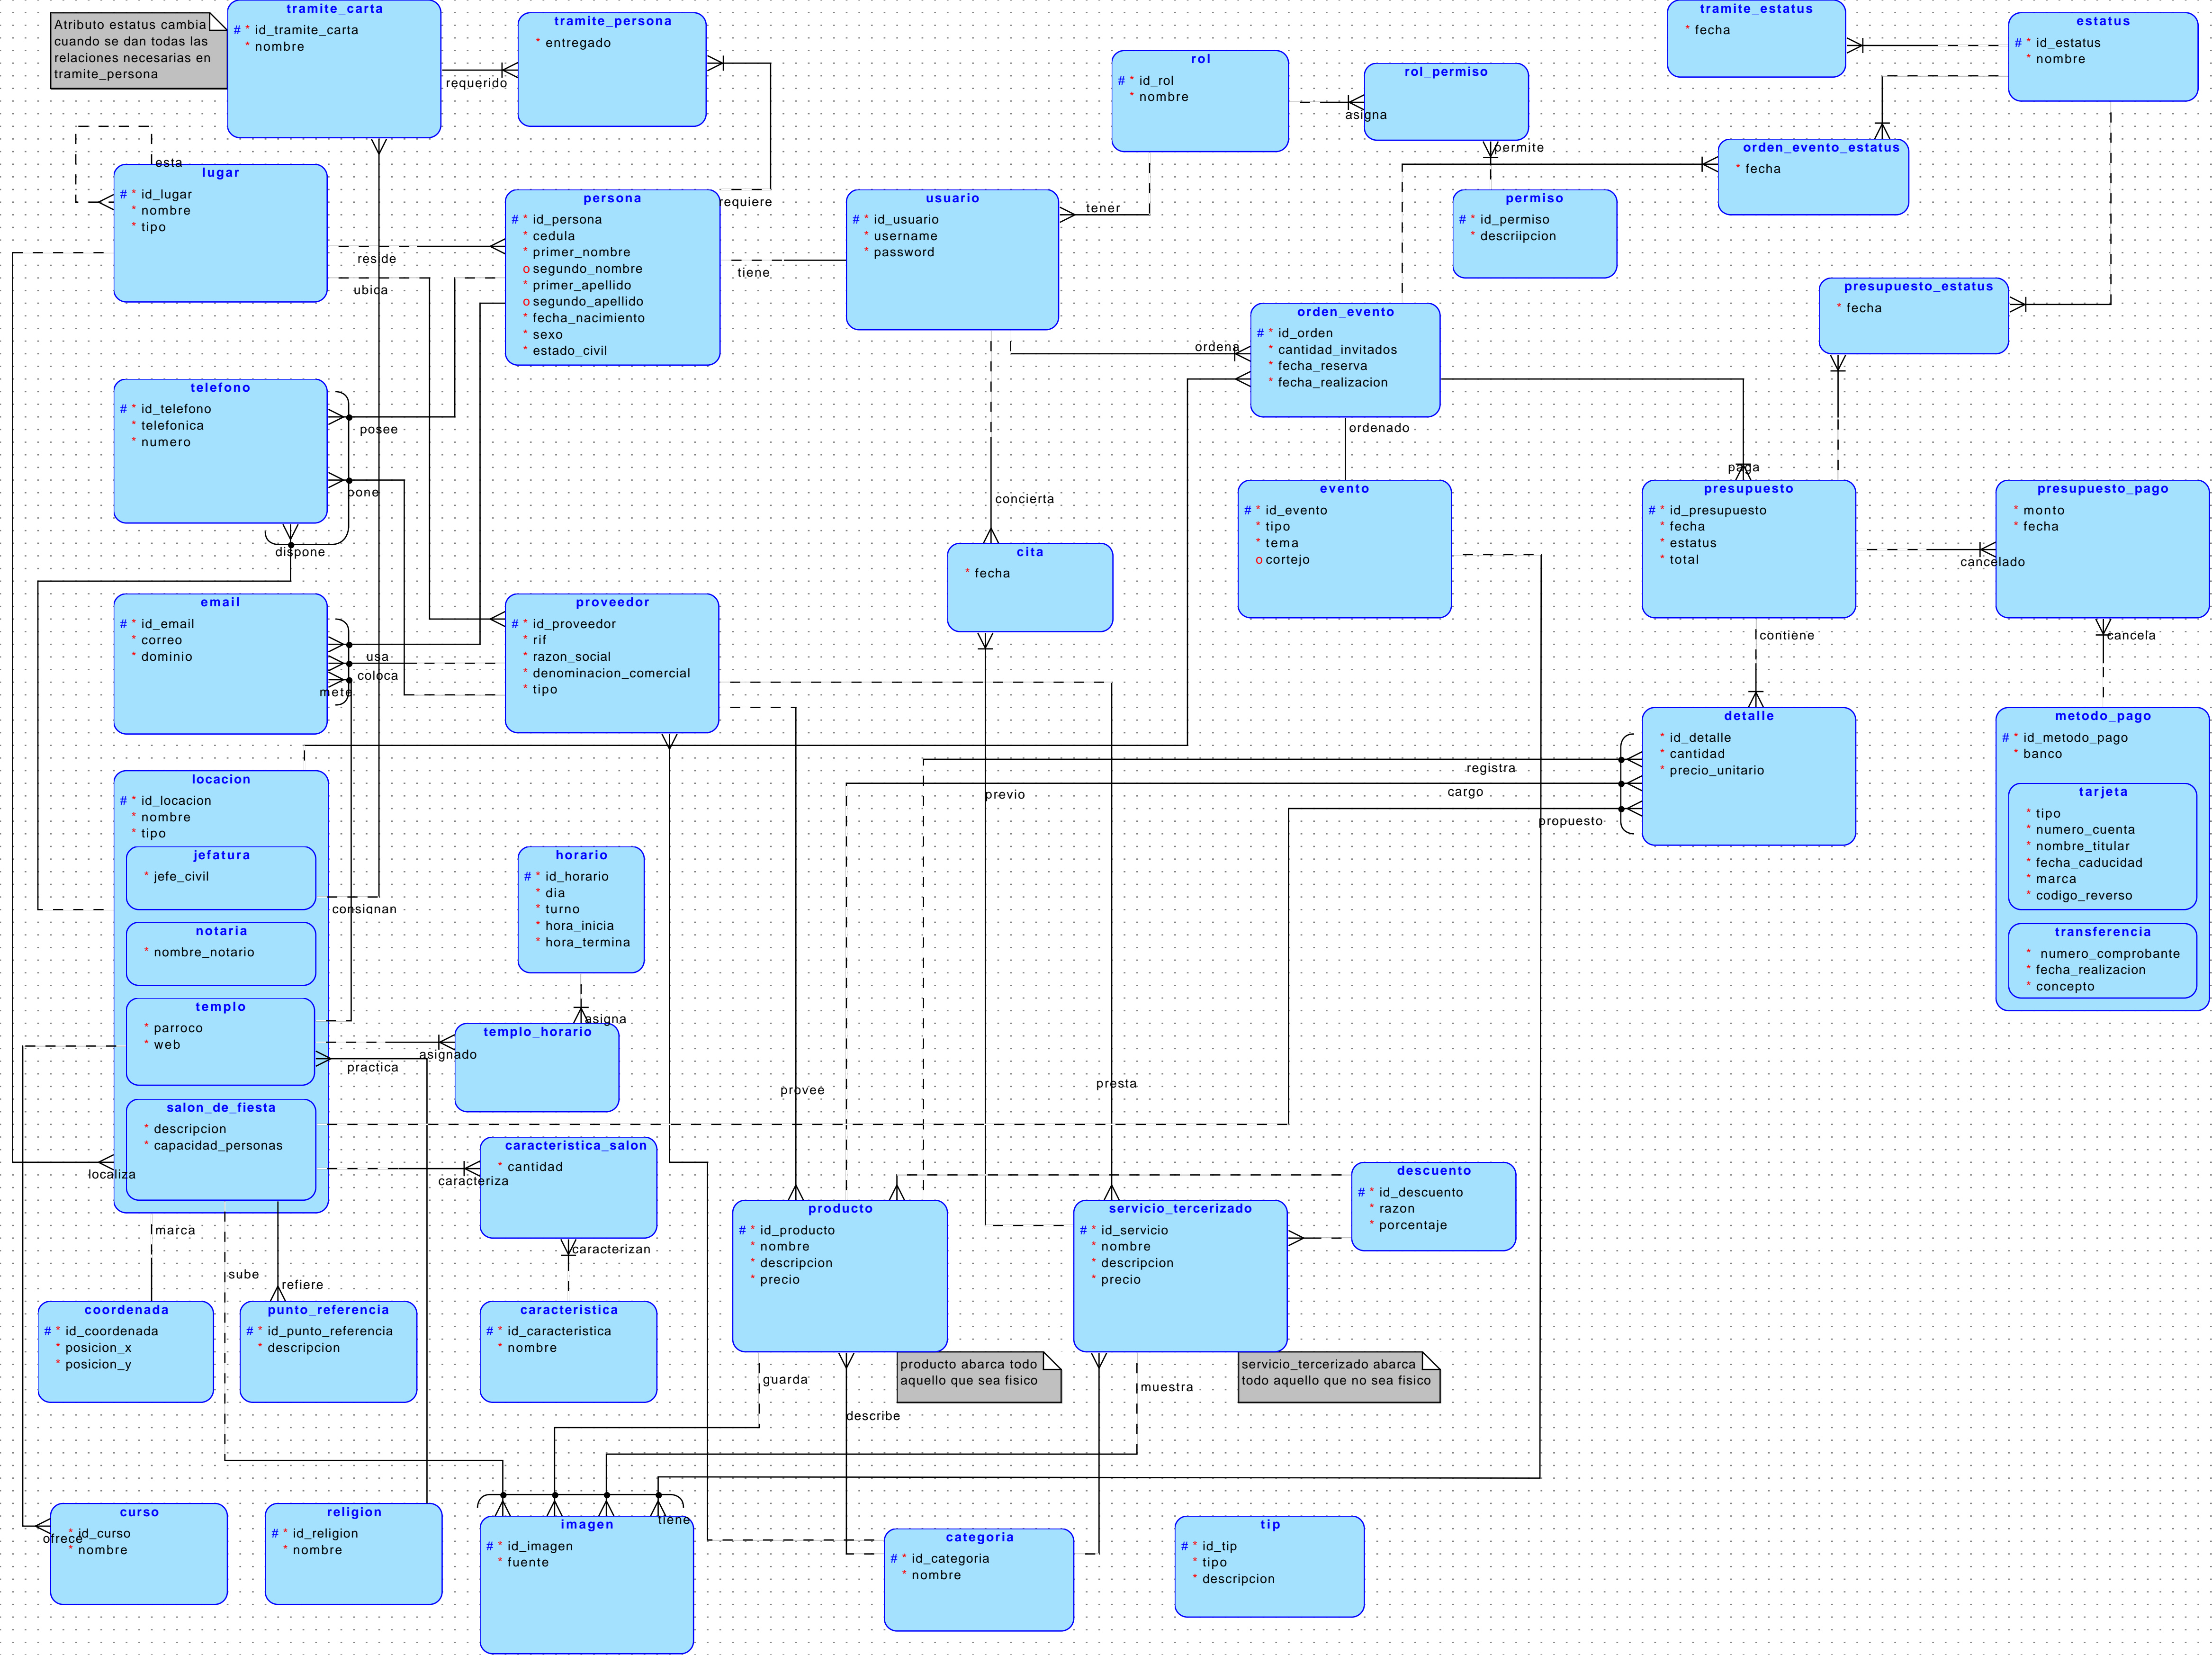 Atributo estatus cambia
cuando se dan todas las
relaciones necesarias en
tramite_persona
tramite_carta
# * id_tramite_carta
* nombre
requerido
tramite_persona
* entregado
requiere
rol
# * id_rol
* nombre
asigna
rol_permiso
permite
tramite_estatus
* fecha
estatus
# * id_estatus
* nombre
orden_evento_estatus
* fecha
esta
lugar
# * id_lugar
* nombre
* tipo
reside
ubica
persona
# * id_persona
* cedula
* primer_nombre
o segundo_nombre
* primer_apellido
o segundo_apellido
* fecha_nacimiento
* sexo
* estado_civil
tiene
usuario
# * id_usuario
* username
* password
tener
permiso
# * id_permiso
* descriipcion
presupuesto_estatus
* fecha
ordena
orden_evento
# * id_orden
* cantidad_invitados
* fecha_reserva
* fecha_realizacion
ordenado
telefono
# * id_telefono
* telefonica
* numero
posee
pone
dispone
concierta
cita
* fecha
evento
# * id_evento
* tipo
* tema
o cortejo
paga
presupuesto
# * id_presupuesto
* fecha
* estatus
* total
contiene
cancelado
presupuesto_pago
* monto
* fecha
cancela
email
# * id_email
* correo
* dominio
usa
coloca
mete
proveedor
# * id_proveedor
* rif
* razon_social
* denominacion_comercial
* tipo
detalle
* id_detalle
* cantidad
* precio_unitario
registra
cargo
propuesto
previo
metodo_pago
# * id_metodo_pago
* banco
tarjeta
* tipo
* numero_cuenta
* nombre_titular
* fecha_caducidad
* marca
* codigo_reverso
transferencia
* numero_comprobante
* fecha_realizacion
* concepto
locacion
# * id_locacion
* nombre
* tipo
jefatura
* jefe_civil
consignan
notaria
* nombre_notario
templo
* parroco
* web
asignado
practica
salon_de_fiesta
* descripcion
* capacidad_personas
localiza
caracteriza
horario
# * id_horario
* dia
* turno
* hora_inicia
* hora_termina
asigna
templo_horario
provee
presta
caracteristica_salon
* cantidad
caracterizan
marca
sube
refiere
coordenada
# * id_coordenada
* posicion_x
* posicion_y
punto_referencia
# * id_punto_referencia
* descripcion
caracteristica
# * id_caracteristica
* nombre
producto
# * id_producto
* nombre
* descripcion
* precio
servicio_tercerizado
# * id_servicio
* nombre
* descripcion
* precio
descuento
# * id_descuento
* razon
* porcentaje
guarda
describe
producto abarca todo
aquello que sea fisico
muestra
servicio_tercerizado abarca
todo aquello que no sea fisico
ofrece
curso
* id_curso
* nombre
religion
# * id_religion
* nombre
tiene
imagen
# * id_imagen
* fuente
categoria
# * id_categoria
* nombre
tip
# * id_tip
* tipo
* descripcion